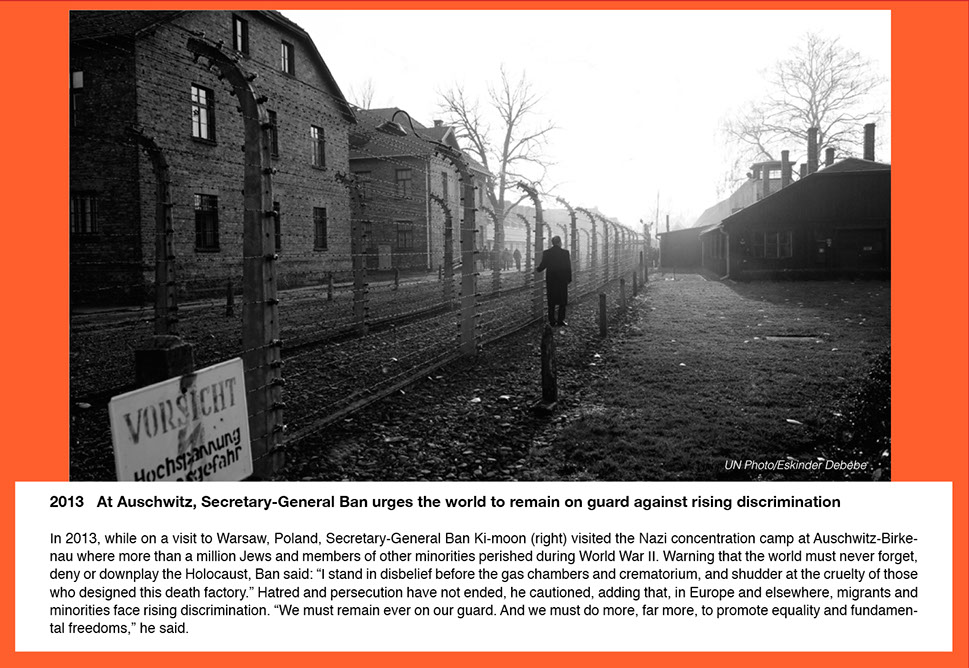 VORSICHT
Hochspannung
UN Photo/Eskinder Debebe
2013 At Auschwitz, Secretary-General Ban urges the world to remain on guard against rising discrimination
In 2013, while on a visit to Warsaw, Poland, Secretary-General Ban Ki-moon (right) visited the Nazi concentration camp at Auschwitz-Birke-
nau where more than a million Jews and members of other minorities perished during World War II. Warning that the world must never forget,
deny or downplay the Holocaust, Ban said: “I stand in disbelief before the gas chambers and crematorium, and shudder at the cruelty of those
who designed this death factory.” Hatred and persecution have not ended, he cautioned, adding that, in Europe and elsewhere, migrants and
minorities face rising discrimination. “We must remain ever on our guard. And we must do more, far more, to promote equality and fundamen-
tal freedoms,” he said.